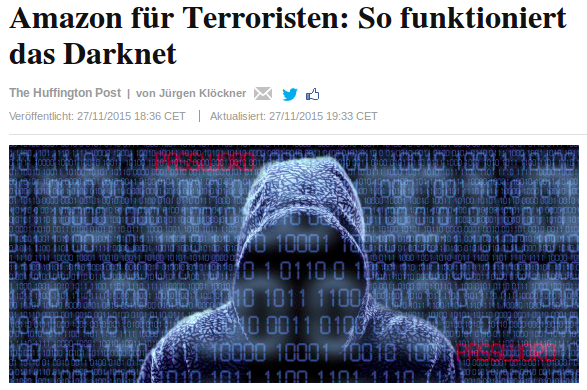 Amazon für Terroristen: So funktioniert
das Darknet
The Huffington Post | von Jürgen Klöckner
Veröffentlicht: 27/11/2015 18:36 CET | Aktualisiert: 27/11/2015 19:33 CET
PASSWORD
PASSWORD